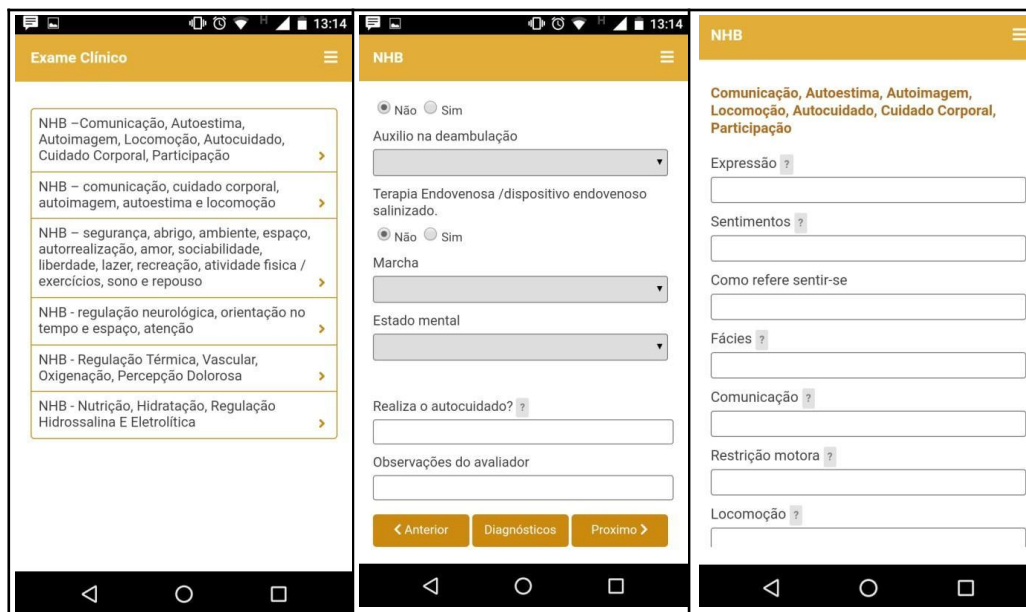 13:14
Exame Clínico
NHB –Comunicação, Autoestima,
Autoimagem, Locomoção, Autocuidado,
Cuidado Corporal, Participação
NHB – comunicação, cuidado corporal,
autoimagem, autoestima e locomoção
NHB – segurança, abrigo, ambiente, espaço,
autorrealização, amor, sociabilidade,
liberdade, lazer, recreação, atividade fisica /
exercícios, sono e repouso
NHB - regulação neurológica, orientação no
tempo e espaço, atenção
NHB - Regulação Térmica, Vascular,
Oxigenação, Percepção Dolorosa
NHB - Nutrição, Hidratação, Regulação
Hidrossalina E Eletrolítica
H 13:14
NHB
Não Sim
Auxilio na deambulação
Terapia Endovenosa /dispositivo endovenoso
salinizado.
Não Sim
Marcha
Estado mental
Realiza o autocuidado? ?
Observações do avaliador
Anterior Diagnósticos Proximo
NHB
Comunicação, Autoestima, Autoimagem,
Locomoção, Autocuidado, Cuidado Corporal,
Participação
Expressão ?
Sentimentos ?
Como refere sentir-se
Fácies ?
Comunicação ?
Restrição motora ?
Locomoção ?